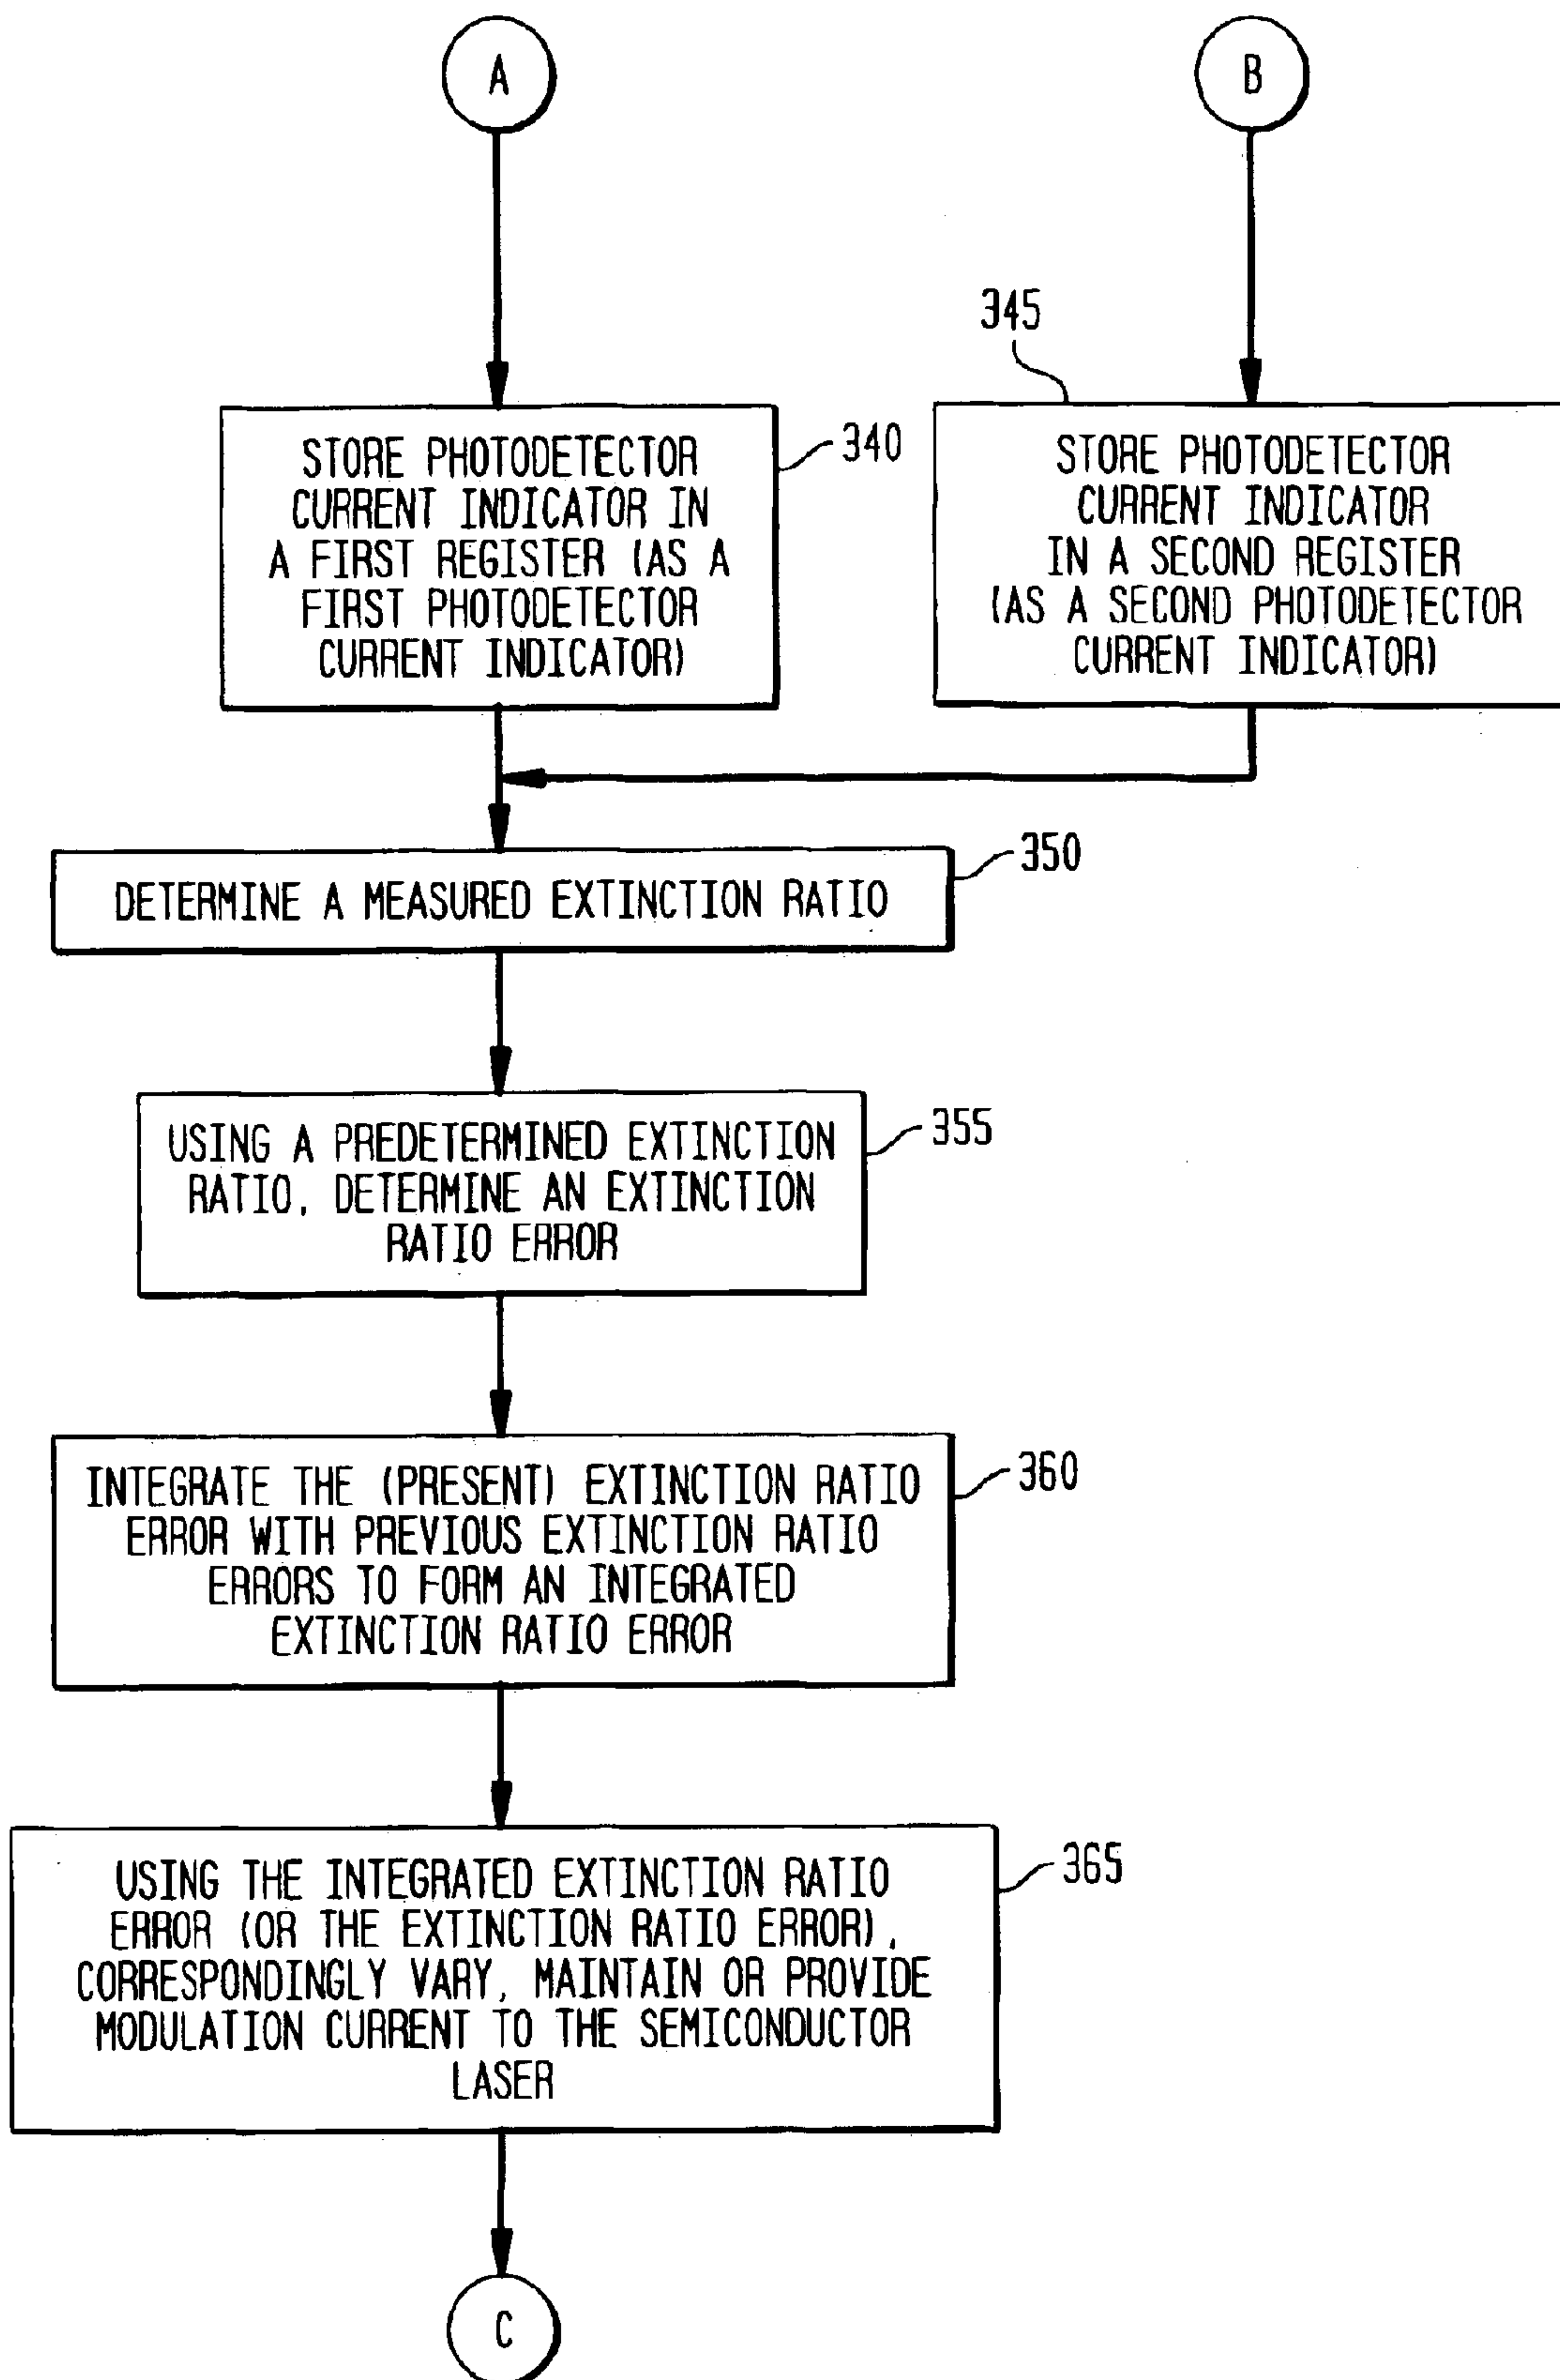 A
B
345
STORE PHOTODETECTOR
CURRENT INDICATOR IN
A FIRST REGISTER (AS A
FIRST PHOTODETECTOR
CURRENT INDICATOR)
340
STORE PHOTODETECTOR
CURRENT INDICATOR
IN A SECOND REGISTER
(AS A SECOND PHOTODETECTOR
CURRENT INDICATOR)
DETERMINE A MEASURED EXTINCTION RATIO
350
USING A PREDETERMINED EXTINCTION
RATIO, DETERMINE AN EXTINCTION
RATIO ERROR
355
INTEGRATE THE (PRESENT) EXTINCTION RATIO
ERROR WITH PREVIOUS EXTINCTION RATIO
ERRORS TO FORM AN INTEGRATED
EXTINCTION RATIO ERROR
360
USING THE INTEGRATED EXTINCTION RATIO
ERROR (OR THE EXTINCTION RATIO ERROR),
CORRESPONDINGLY VARY, MAINTAIN OR PROVIDE
MODULATION CURRENT TO THE SEMICONDUCTOR
LASER
365
C